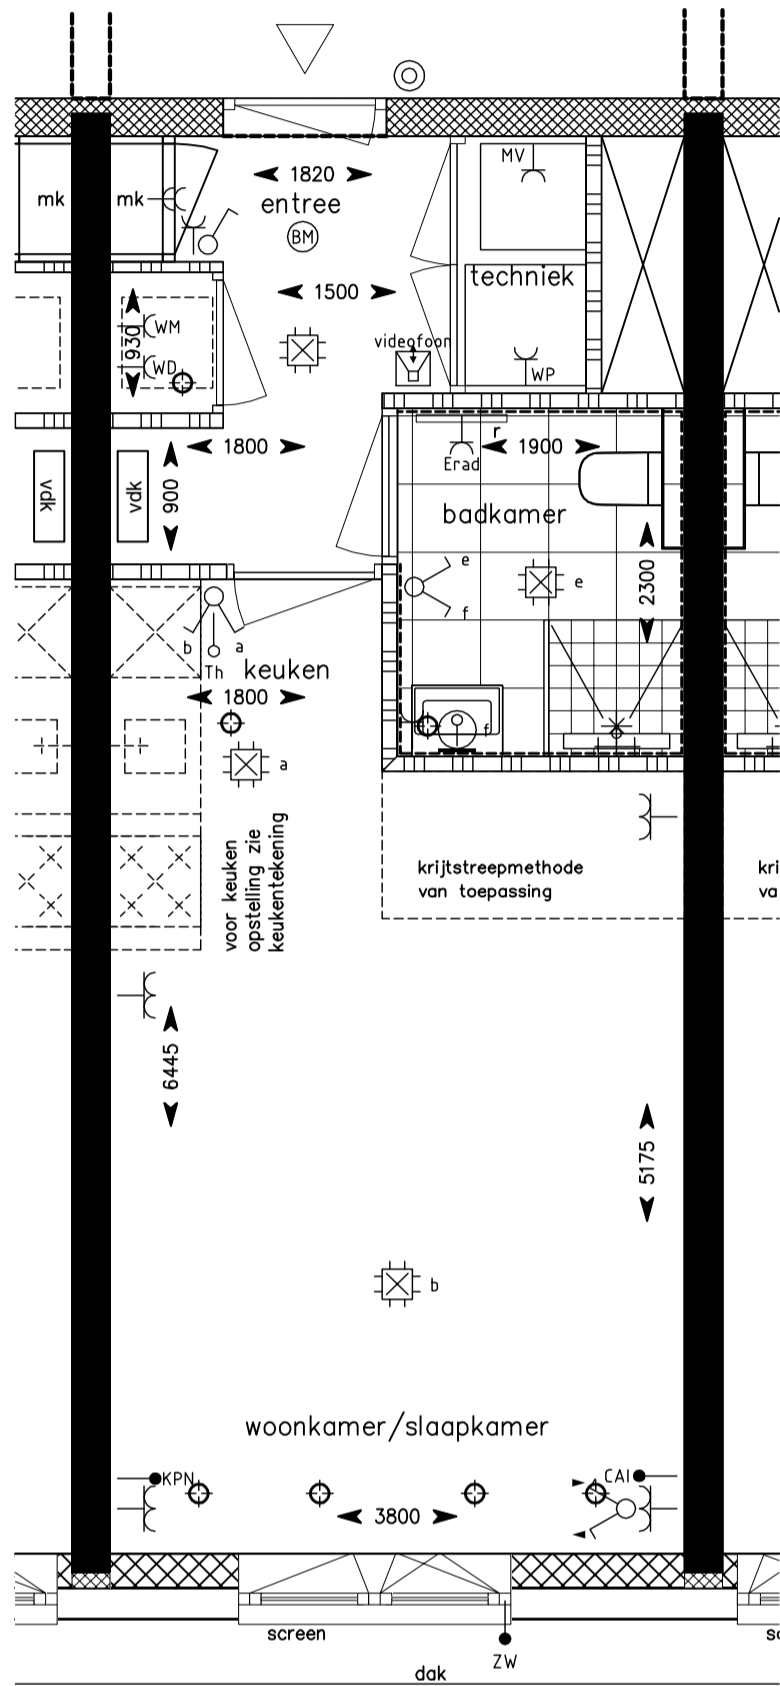 MV
1820
mk
mk
entree
BM
techniek
1500
930
WM
videofoon
WD
WP
r
1800
1900
Erad
vdk
vdk
900
badkamer
e
e
2300
f
b
a
Th
keuken
1800
f
a
voor keuken
opstelling zie
keukentekening
krijtstreepmethode
van toepassing
kri
va
6445
5175
b
woonkamer/slaapkamer
KPN
CAI
3800
screen
sc
ZW
dak